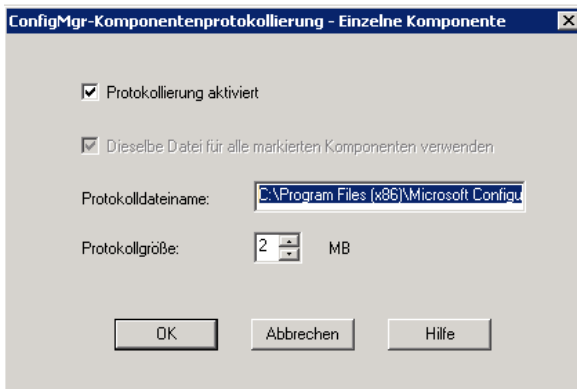 ConfigMgr-Komponentenprotokollierung - Einzelne Komponente
Protokollierung aktiviert
Dieselbe Datei für alle markierten Komponenten verwenden
Protokolldateiname: C:\Program Files (x86)\Microsoft Configu
Protokollgröße: 2 MB
OK Abbrechen Hilfe